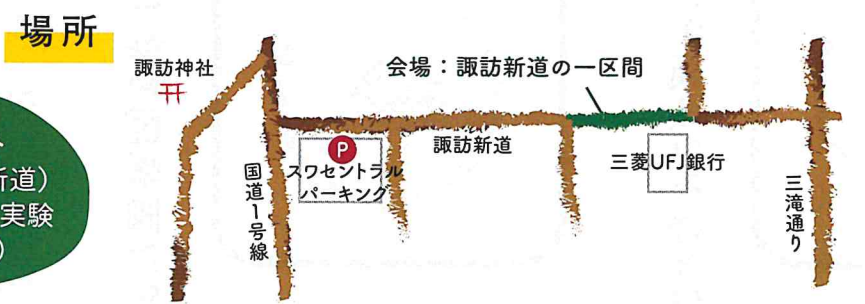 場所
諏訪神社
会場：諏訪新道の一区間
P
スワセントラル
パーキング
諏訪新道
三菱UFJ銀行
国道1号線
三滝通り
新道）
実験
）